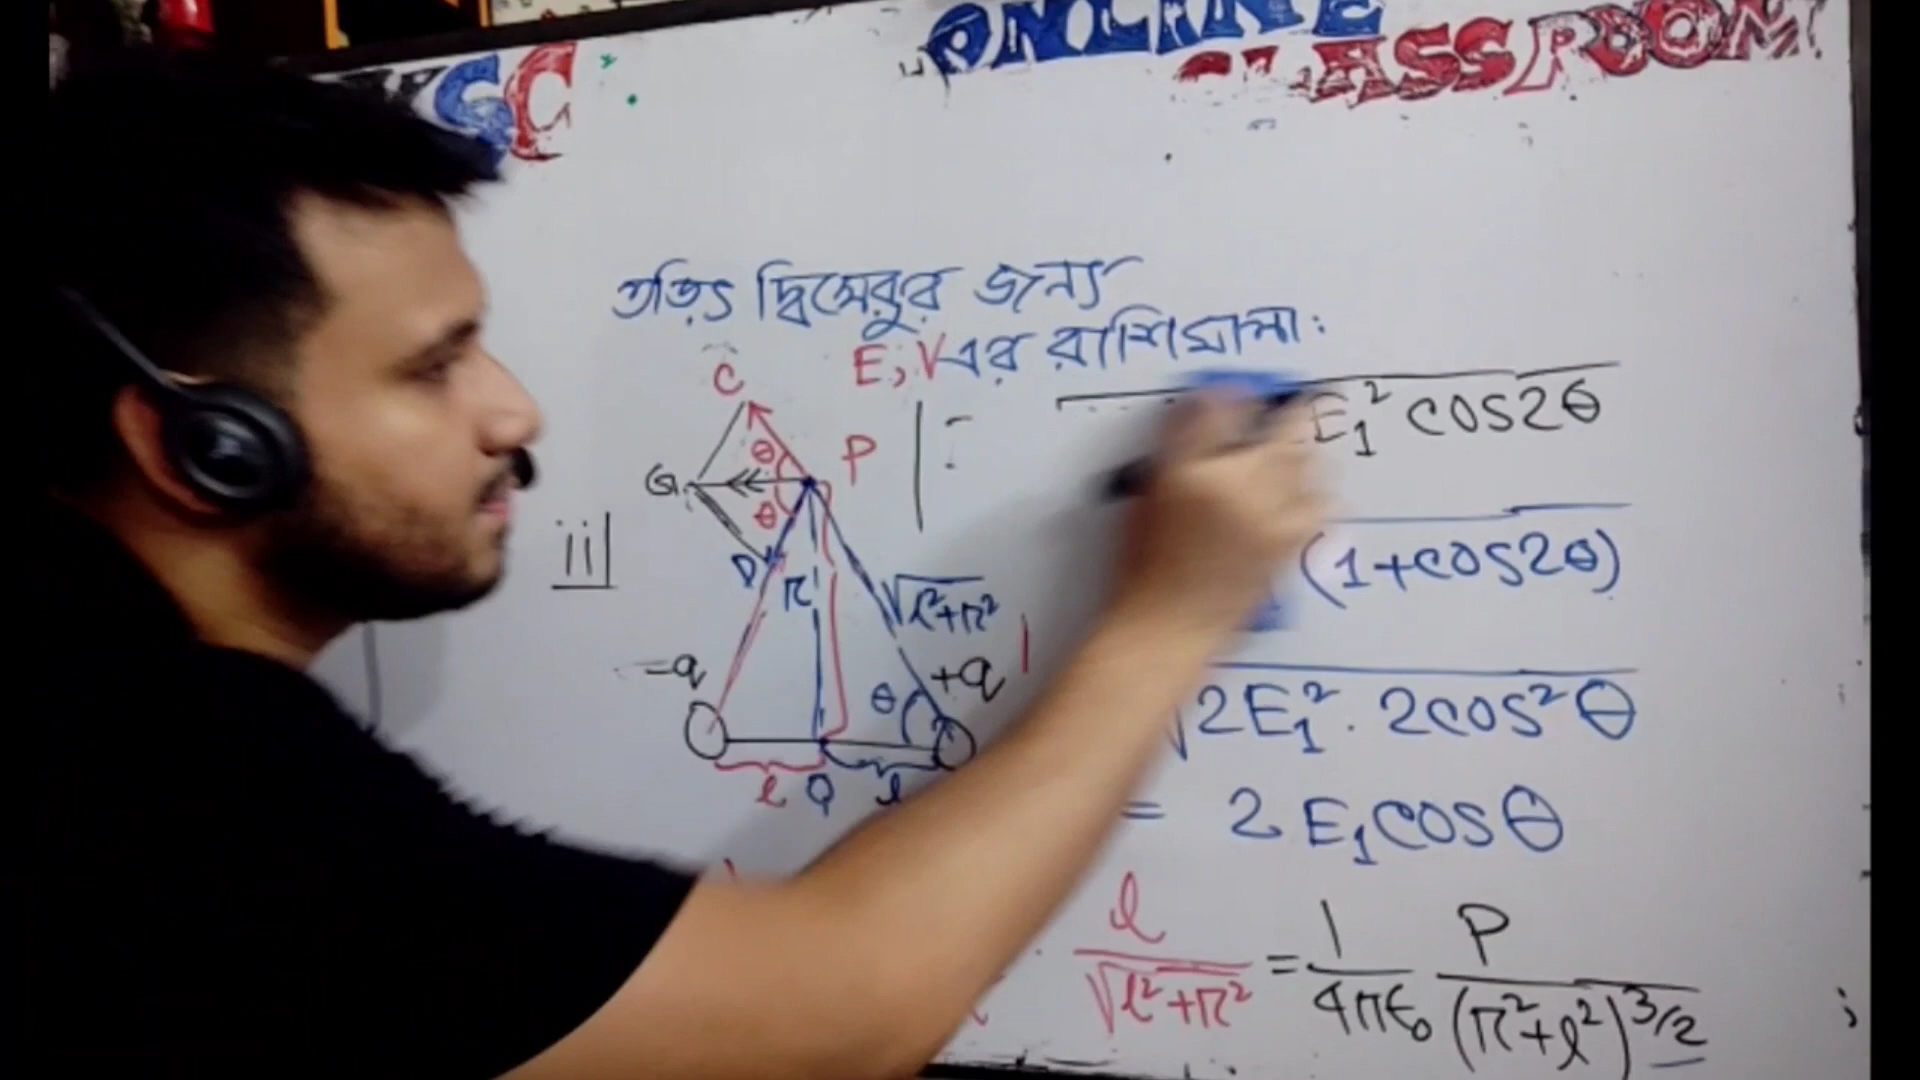 SC
ONLINE
CLASSROOM
তড়িৎ দ্বিমেরুর জন্য
E, V এর রাশিমালা:
C
P
θ
G
θ
D
r
√l²+r²
ii|
-q
+q
θ
l O l
E₁² cos2θ
(1+cos2θ)
√2E₁². 2cos²θ
= 2E₁cosθ
. l/√l²+r² = 1/4πε₀ P/(r²+l²)^3/2 ;